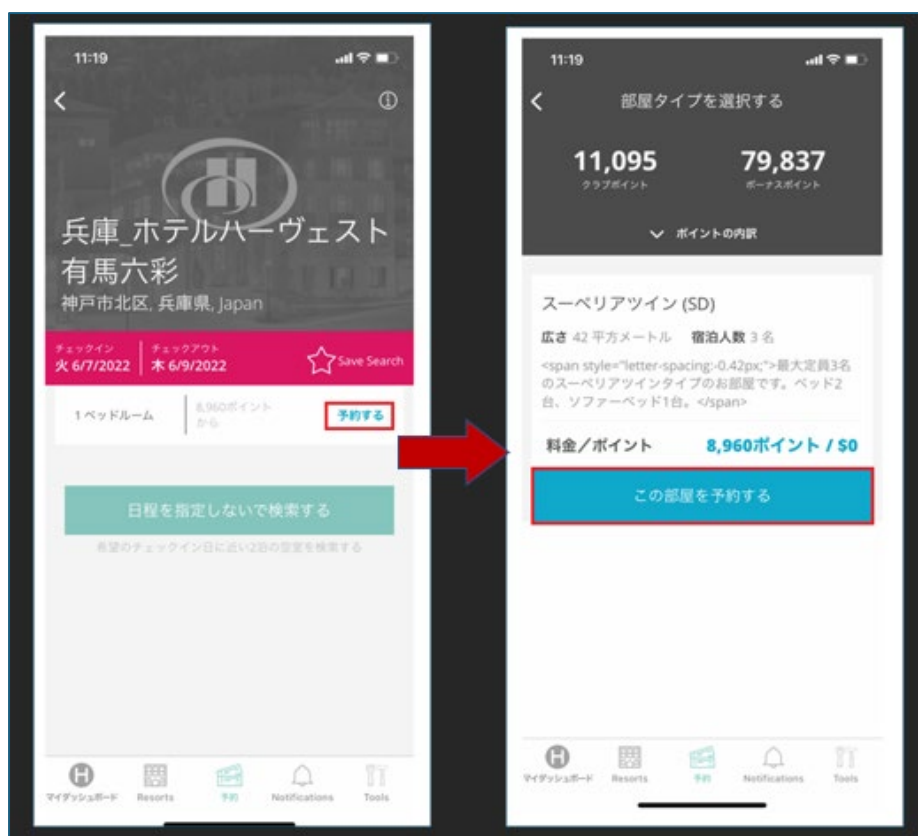 11:19
兵庫_ホテルハーヴェスト
有馬六彩
神戸市北区, 兵庫県, Japan
チェックイン
火 6/7/2022
チェックアウト
木 6/9/2022
Save Search
1 ベッドルーム
8,960ポイント
から
予約する
日程を指定しないで検索する
希望のチェックイン日に近い2泊の空室を検索する
H
マイダッシュボード
Resorts
予約
Notifications
Tools
11:19
部屋タイプを選択する
11,095
クラブポイント
79,837
ボーナスポイント
ポイントの内訳
スーペリアツイン (SD)
広さ 42 平方メートル 宿泊人数 3 名
<span style="letter-spacing:-0.42px;">最大定員3名
のスーペリアツインタイプのお部屋です。ベッド2
台、ソファーベッド1台。</span>
料金／ポイント 8,960ポイント / $0
この部屋を予約する
H
マイダッシュボード
Resorts
予約
Notifications
Tools